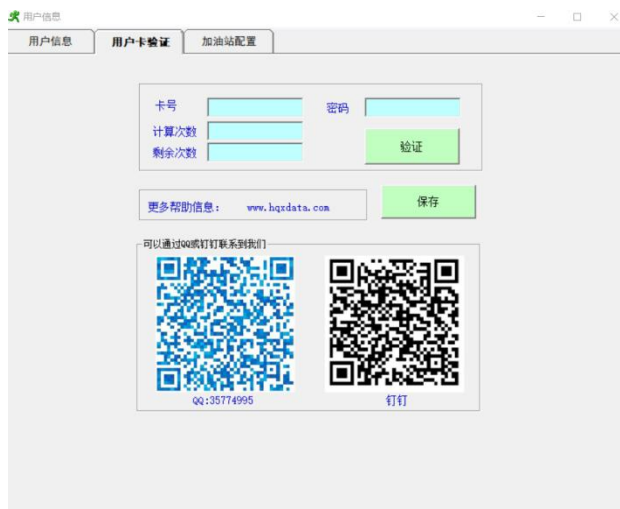 用户信息
用户信息 用户卡验证 加油站配置
卡号 密码
计算次数
剩余次数 验证
更多帮助信息： www.hqxdata.com 保存
可以通过QQ或钉钉联系到我们
QQ:35774995 钉钉